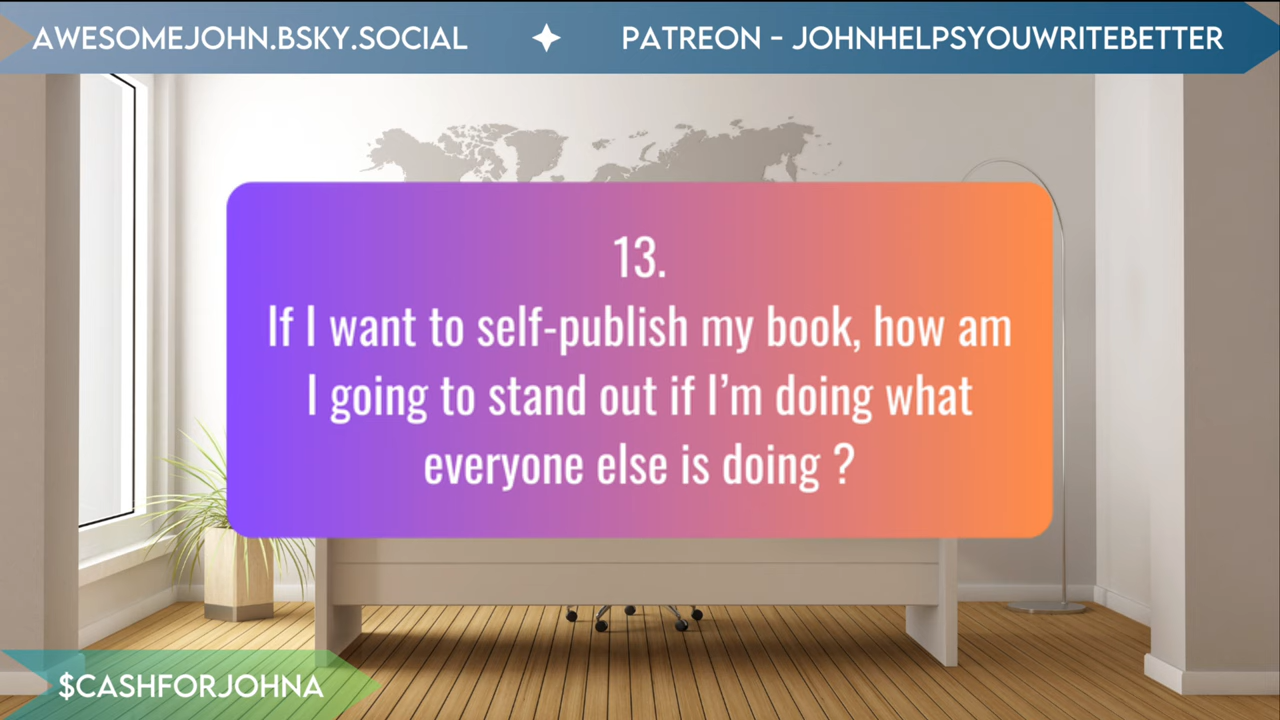 AWESOMEJOHN.BSKY.SOCIAL
PATREON - JOHNHELPSYOUWRITEBETTER
13.
If I want to self-publish my book, how am
I going to stand out if I'm doing what
everyone else is doing ?
$CASHFORJOHNA